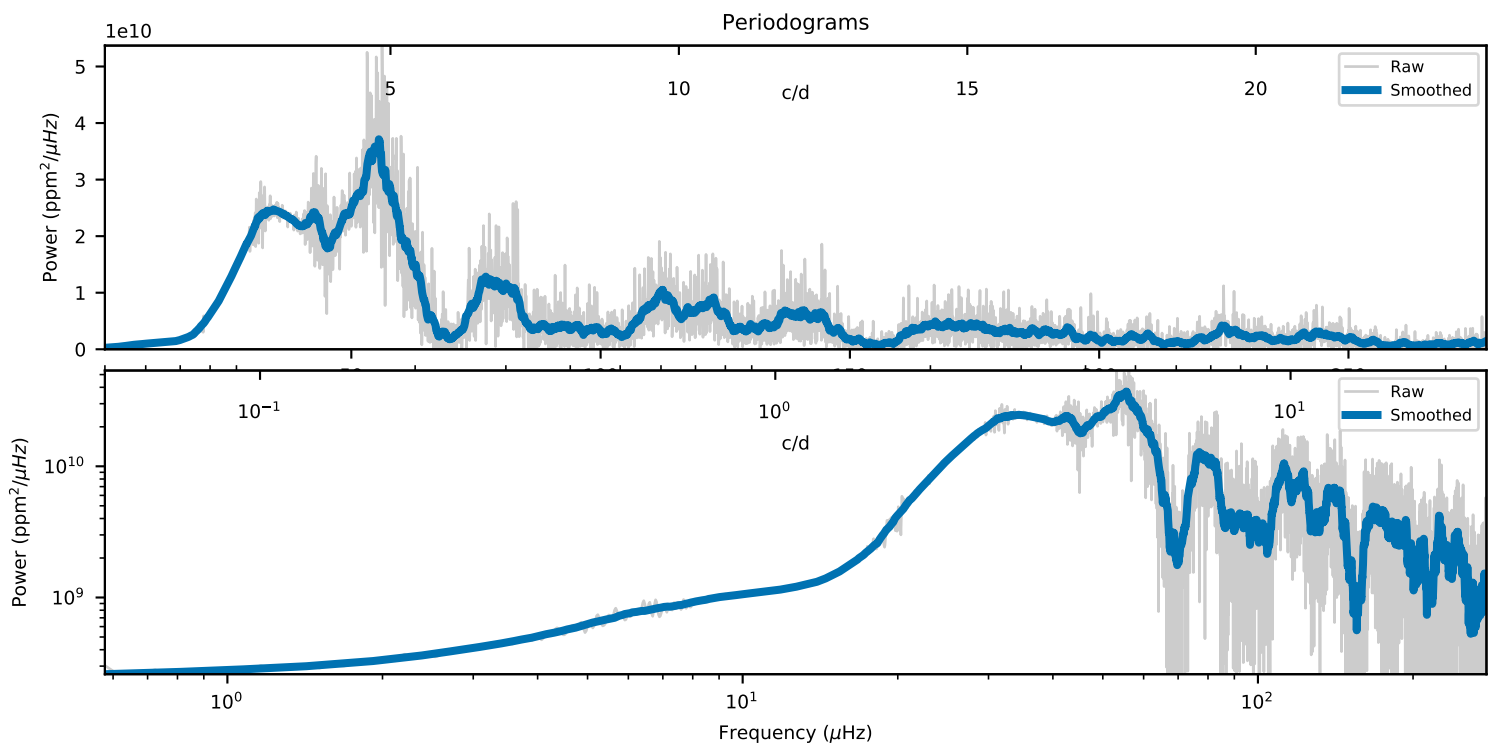 Periodograms
1e10
Raw
Smoothed
5 10 15 20
c/d
5
4
3
2
1
0
Power (ppm²/μHz)
Raw
Smoothed
10⁻¹ 10⁰ 10¹
c/d
10¹⁰
10⁹
Power (ppm²/μHz)
10⁰ 10¹ 10²
Frequency (μHz)